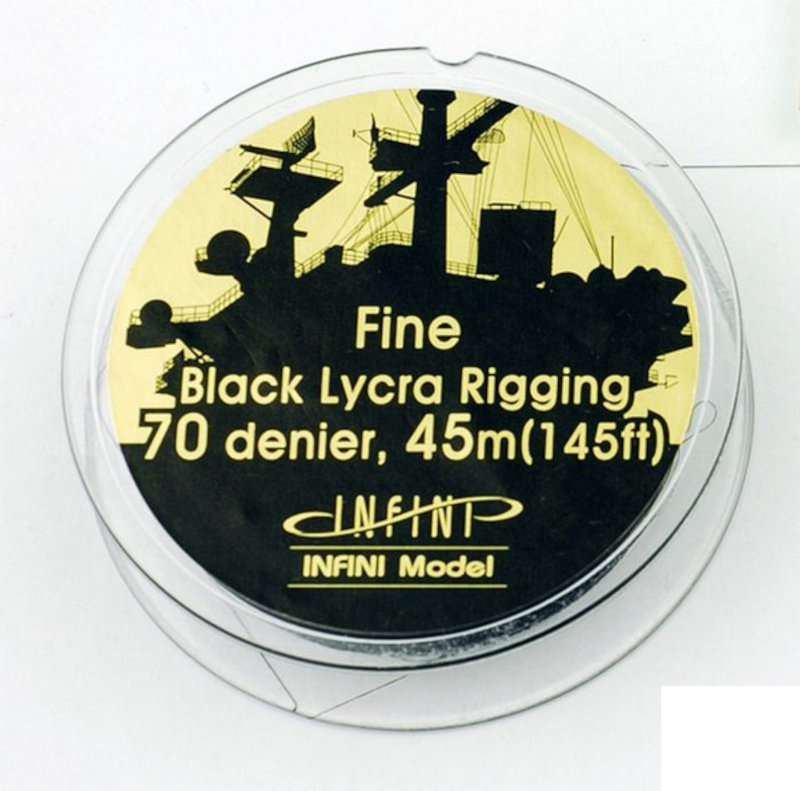 Fine
Black Lycra Rigging
70 denier, 45m(145ft)
INFINI
INFINI Model